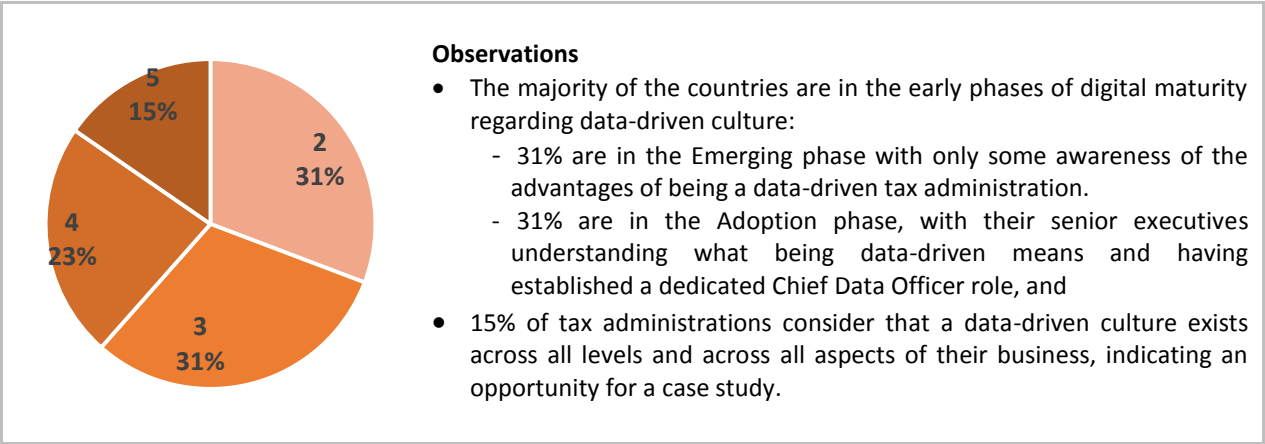 5
15%
2
31%
4
23%
3
31%
Observations
• The majority of the countries are in the early phases of digital maturity
regarding data-driven culture:
- 31% are in the Emerging phase with only some awareness of the
advantages of being a data-driven tax administration.
- 31% are in the Adoption phase, with their senior executives
understanding what being data-driven means and having
established a dedicated Chief Data Officer role, and
• 15% of tax administrations consider that a data-driven culture exists
across all levels and across all aspects of their business, indicating an
opportunity for a case study.